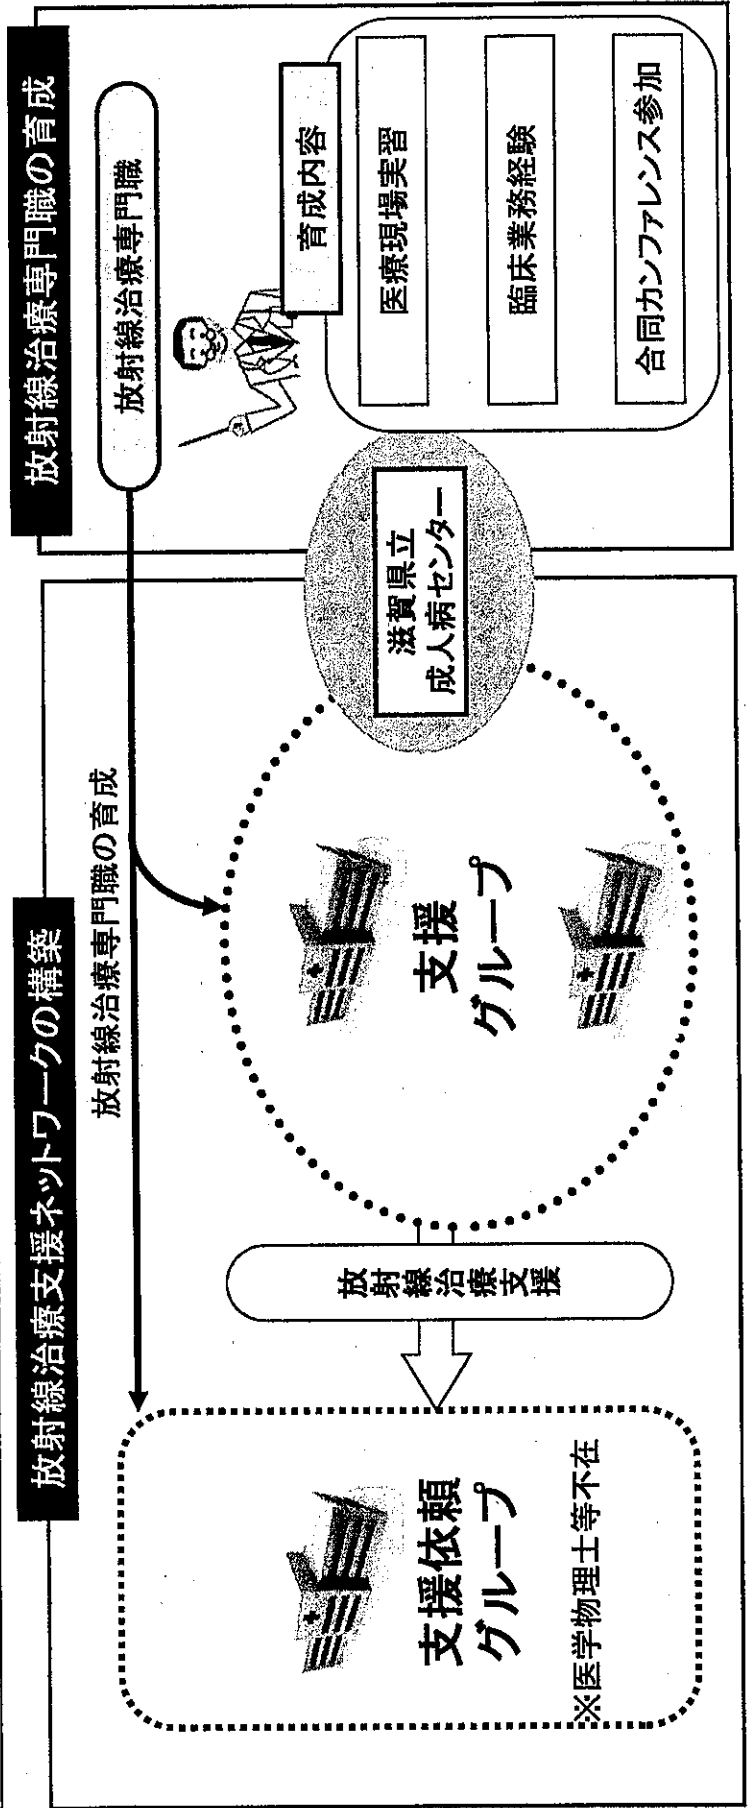 放射線治療支援ネットワークの構築
放射線治療専門職の育成
支援依頼
グループ
※医学物理士等不在
放射線治療支援
支援
グループ
滋賀県立
成人病センター
放射線治療専門職の育成
放射線治療専門職
育成内容
医療現場実習
臨床業務経験
合同カンファレンス参加